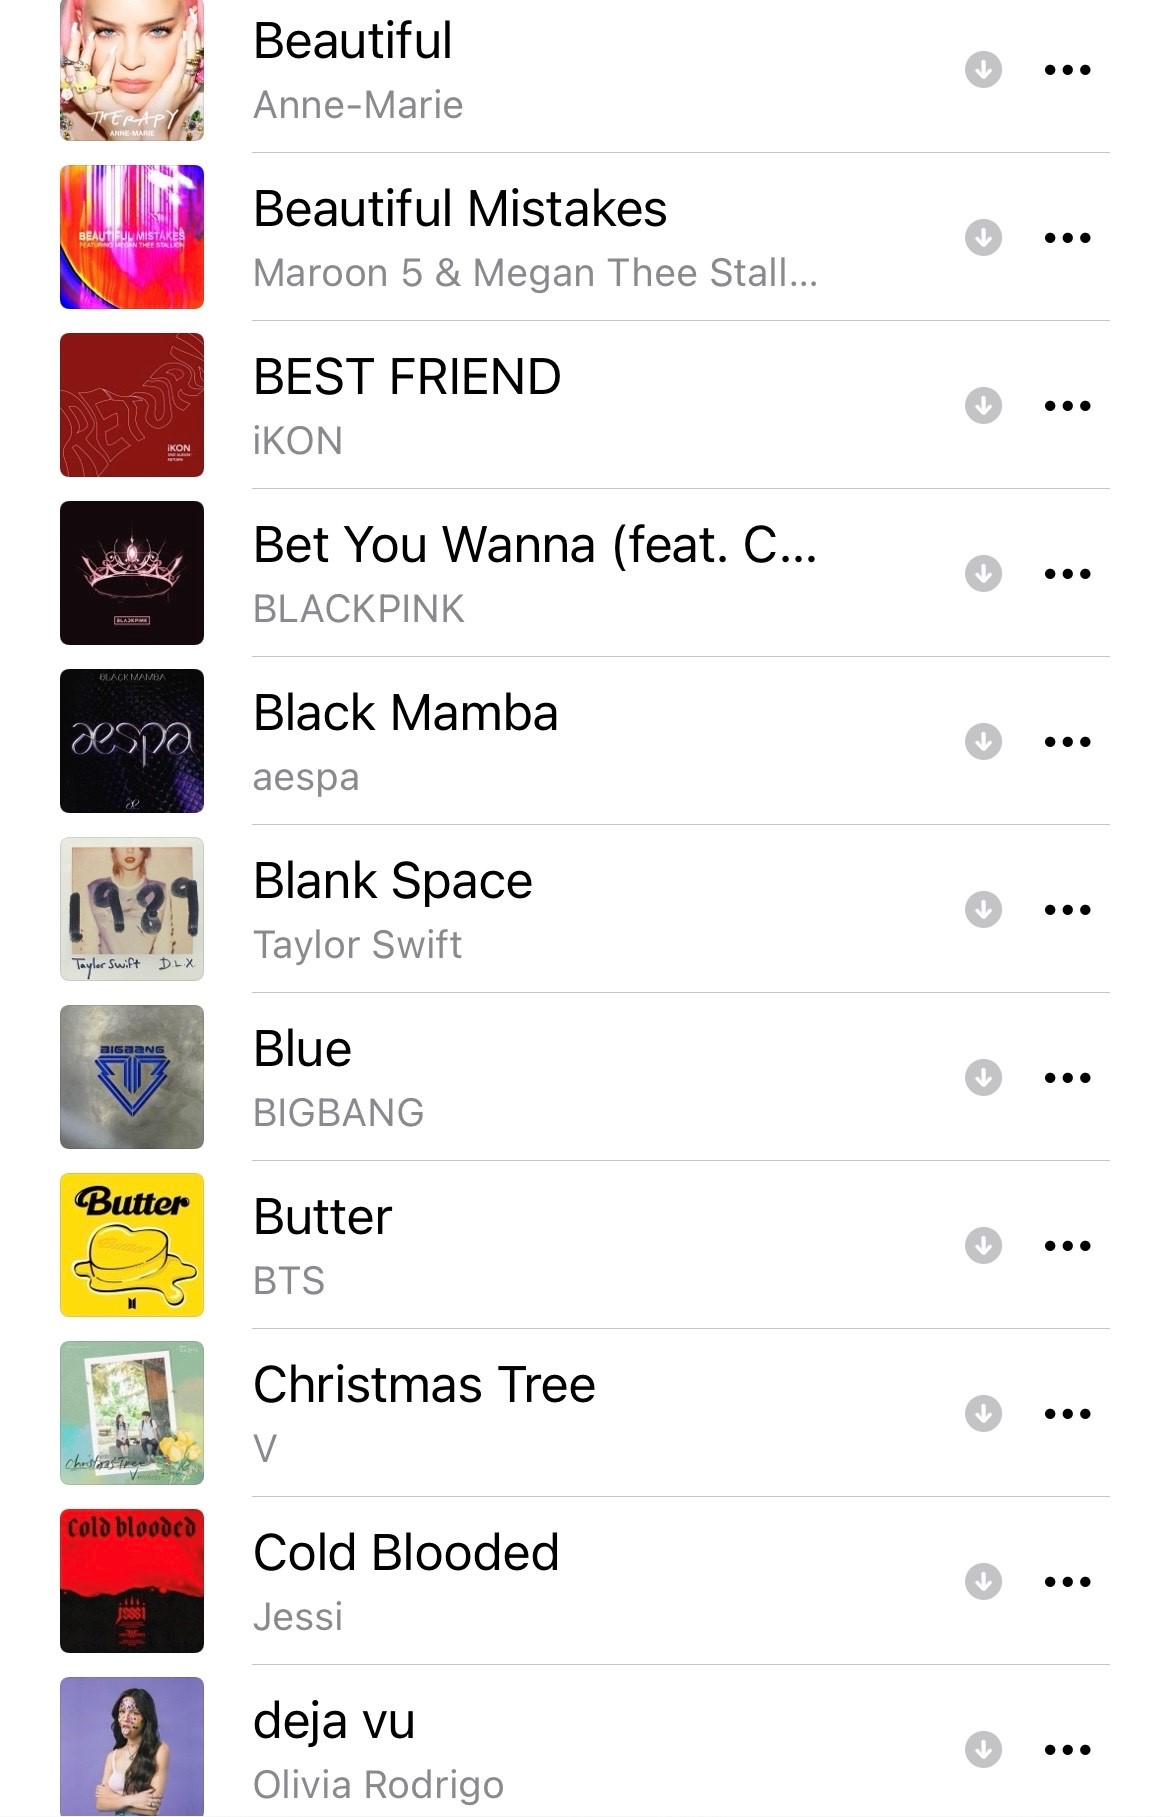 THERAPY
ANNE-MARIE
Beautiful
Anne-Marie
BEAUTIFUL MISTAKES
FEATURING MEGAN THEE STALLION
Beautiful Mistakes
Maroon 5 & Megan Thee Stall...
RETURN
iKON
BEST FRIEND
iKON
BLACKPINK
Bet You Wanna (feat. C...
BLACKPINK
BLACK MAMBA
aespa
Black Mamba
aespa
1989
Taylor Swift D.L.X.
Blank Space
Taylor Swift
BIGBANG
Blue
BIGBANG
Butter
Butter
Butter
BTS
Christmas Tree
V
Christmas Tree
V
Cold blooded
Jessi
Cold Blooded
Jessi
deja vu
Olivia Rodrigo